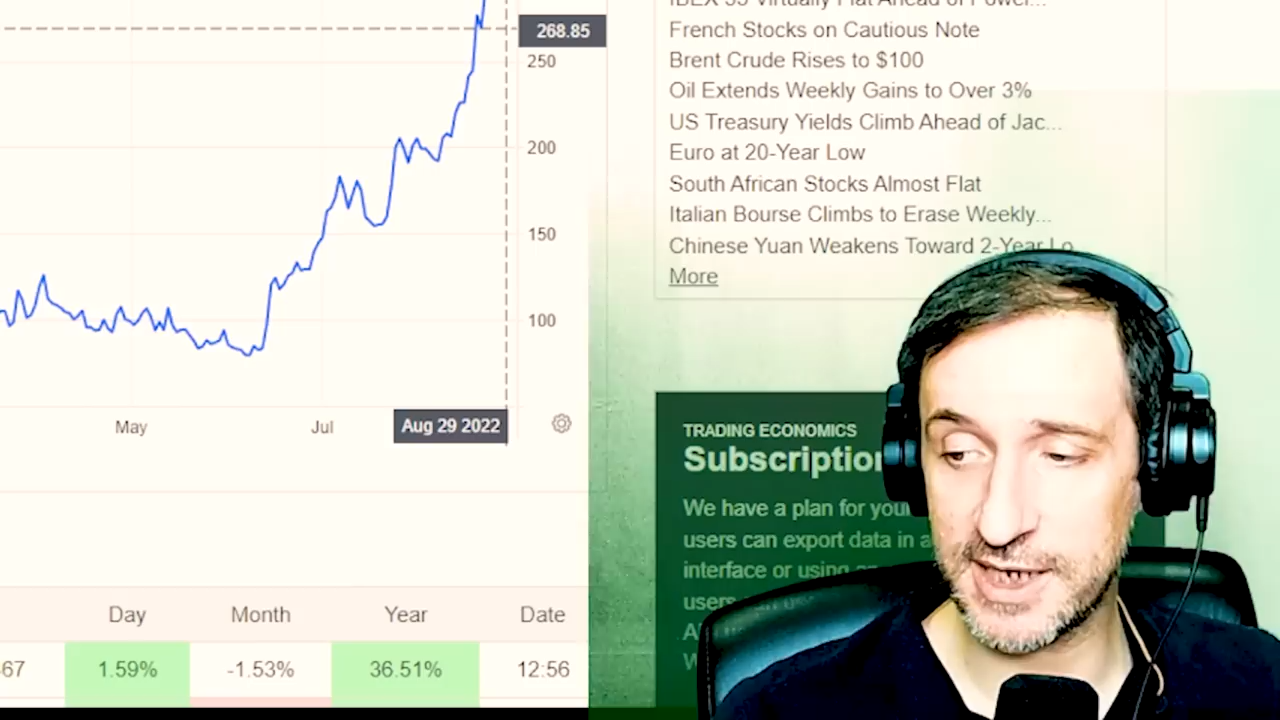 268.85
250
200
150
100
May
Jul
Aug 29 2022
Day
Month
Year
Date
67
1.59%
-1.53%
36.51%
12:56
French Stocks on Cautious Note
Brent Crude Rises to $100
Oil Extends Weekly Gains to Over 3%
US Treasury Yields Climb Ahead of Jac...
Euro at 20-Year Low
South African Stocks Almost Flat
Italian Bourse Climbs to Erase Weekly...
Chinese Yuan Weakens Toward 2-Year Lo
More
TRADING ECONOMICS
Subscription
We have a plan for your
users can export data in a
interface or using
users